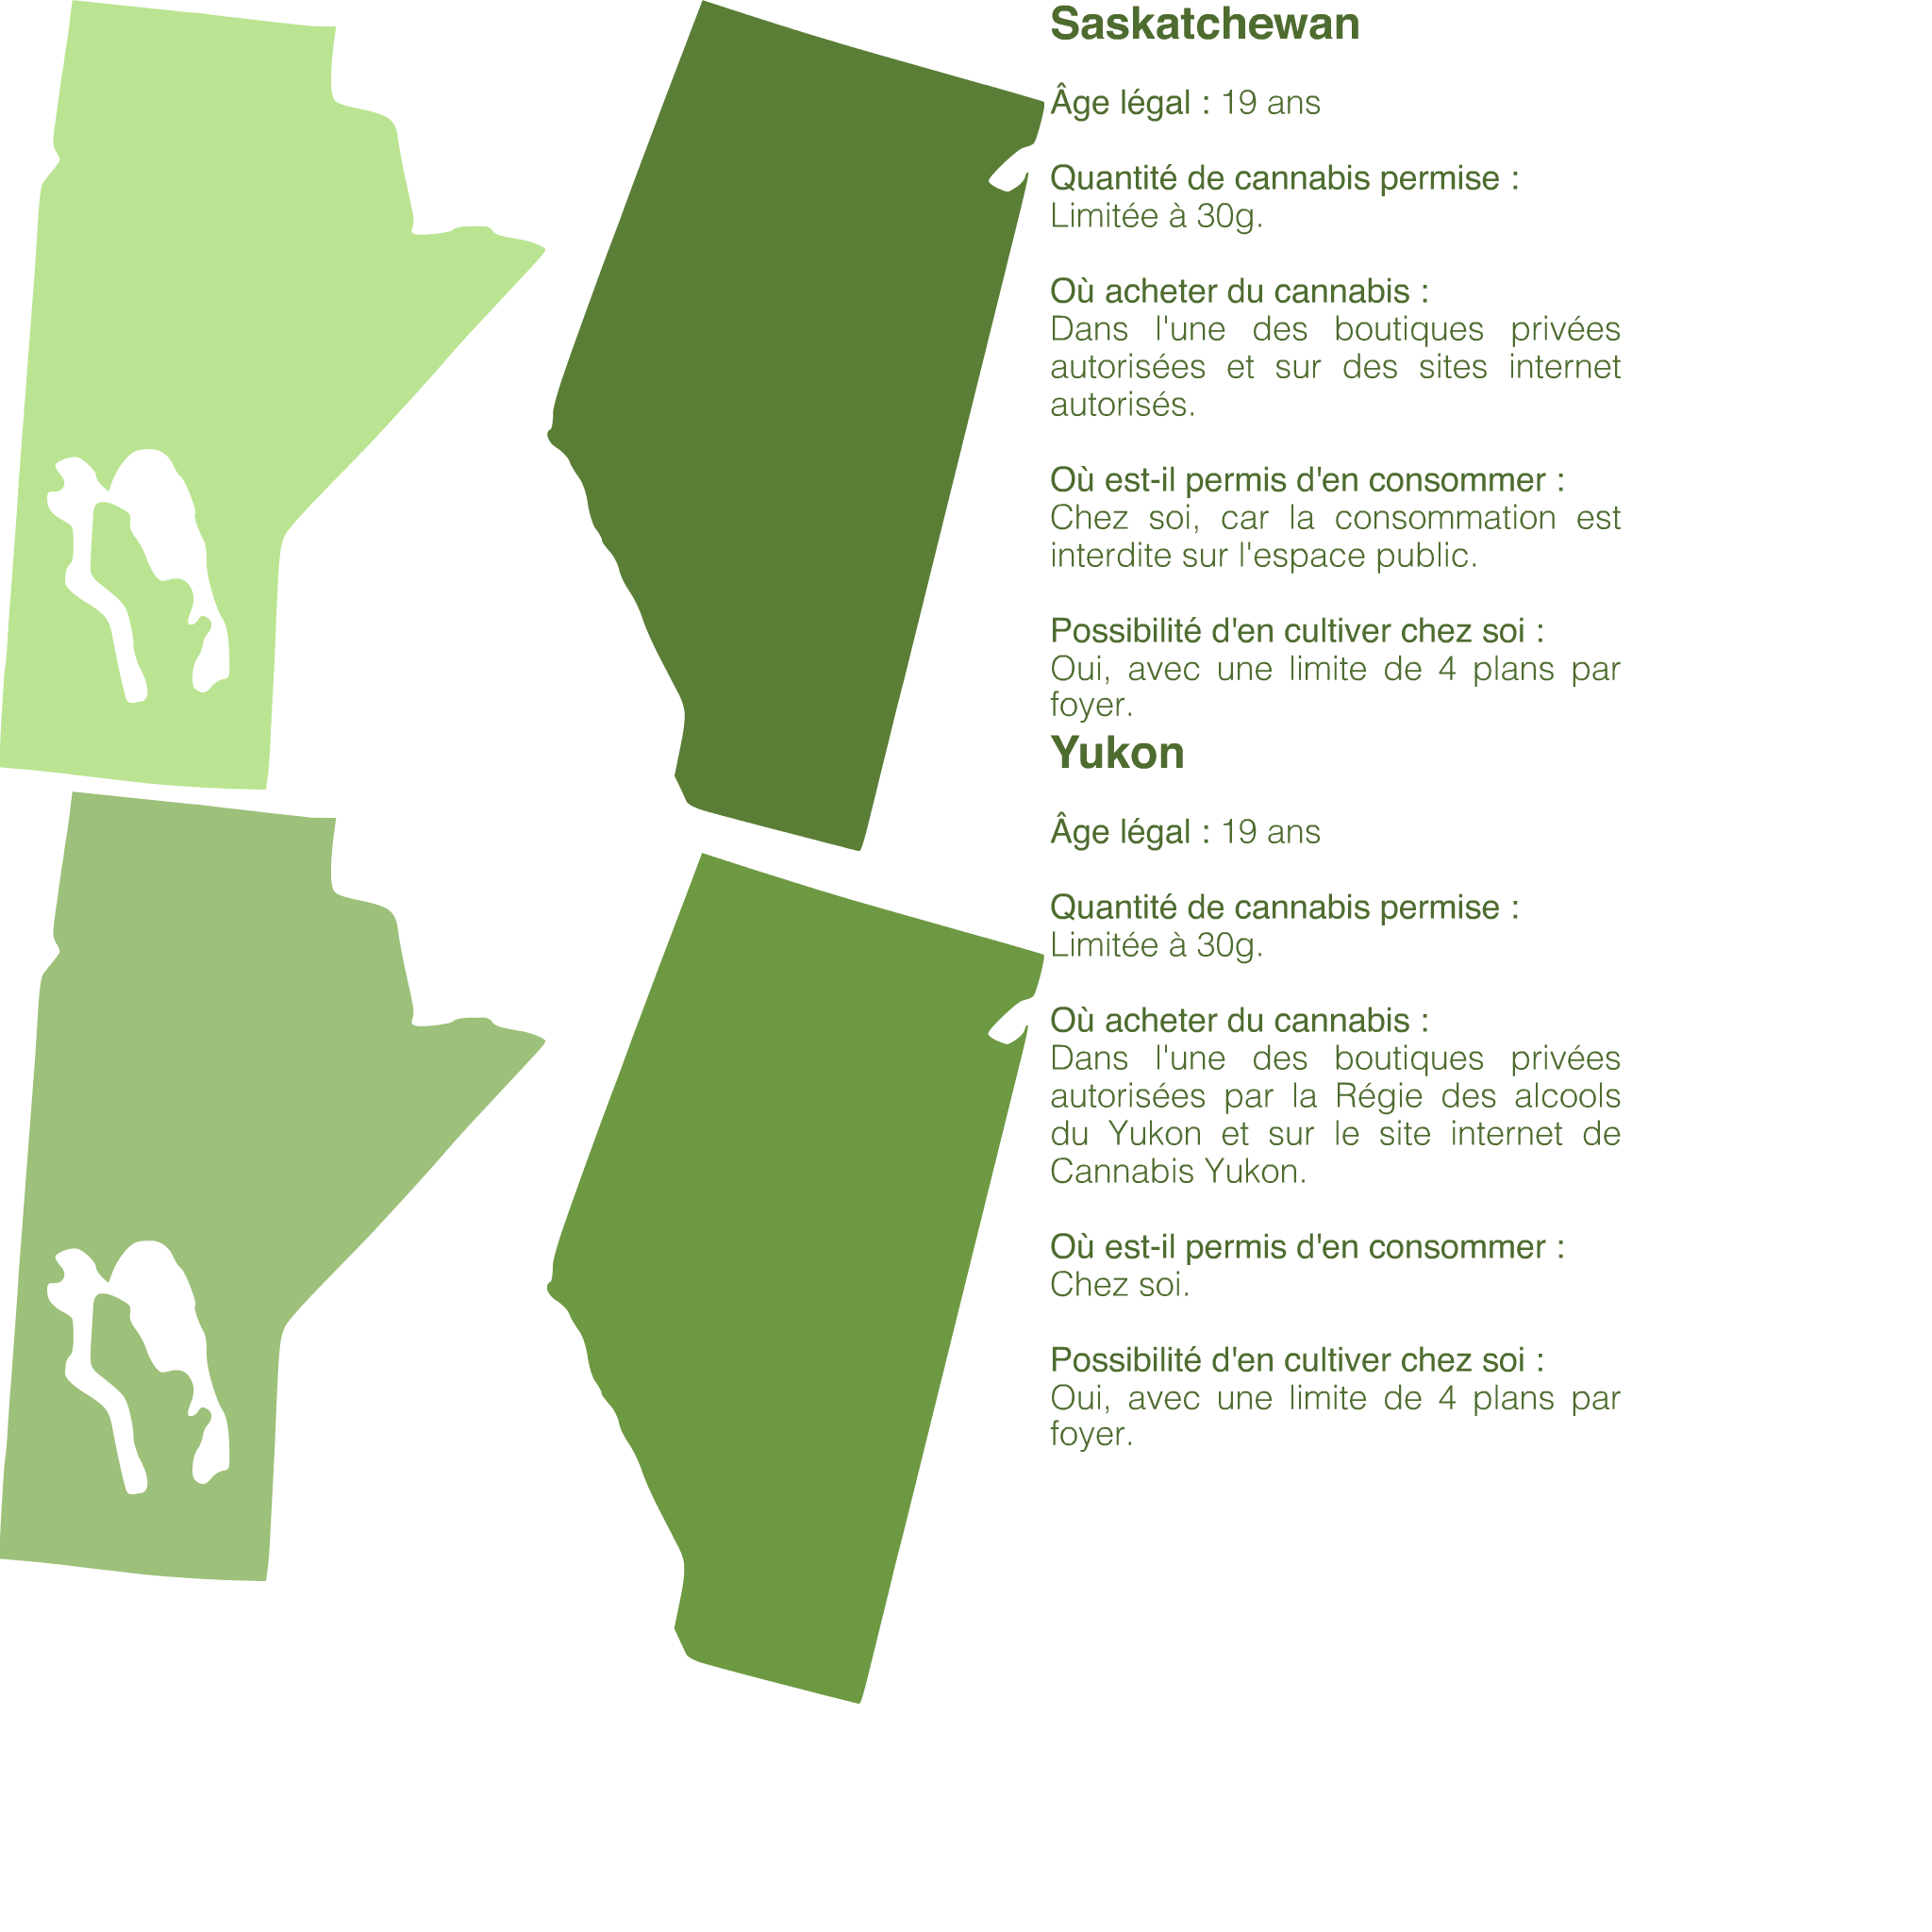 Saskatchewan
Âge légal : 19 ans
Quantité de cannabis permise :
Limitée à 30g.
Où acheter du cannabis :
Dans l'une des boutiques privées
autorisées et sur des sites internet
autorisés.
Où est-il permis d'en consommer :
Chez soi, car la consommation est
interdite sur l'espace public.
Possibilité d'en cultiver chez soi :
Oui, avec une limite de 4 plans par
foyer.
Yukon
Âge légal : 19 ans
Quantité de cannabis permise :
Limitée à 30g.
Où acheter du cannabis :
Dans l'une des boutiques privées
autorisées par la Régie des alcools
du Yukon et sur le site internet de
Cannabis Yukon.
Où est-il permis d'en consommer :
Chez soi.
Possibilité d'en cultiver chez soi :
Oui, avec une limite de 4 plans par
foyer.